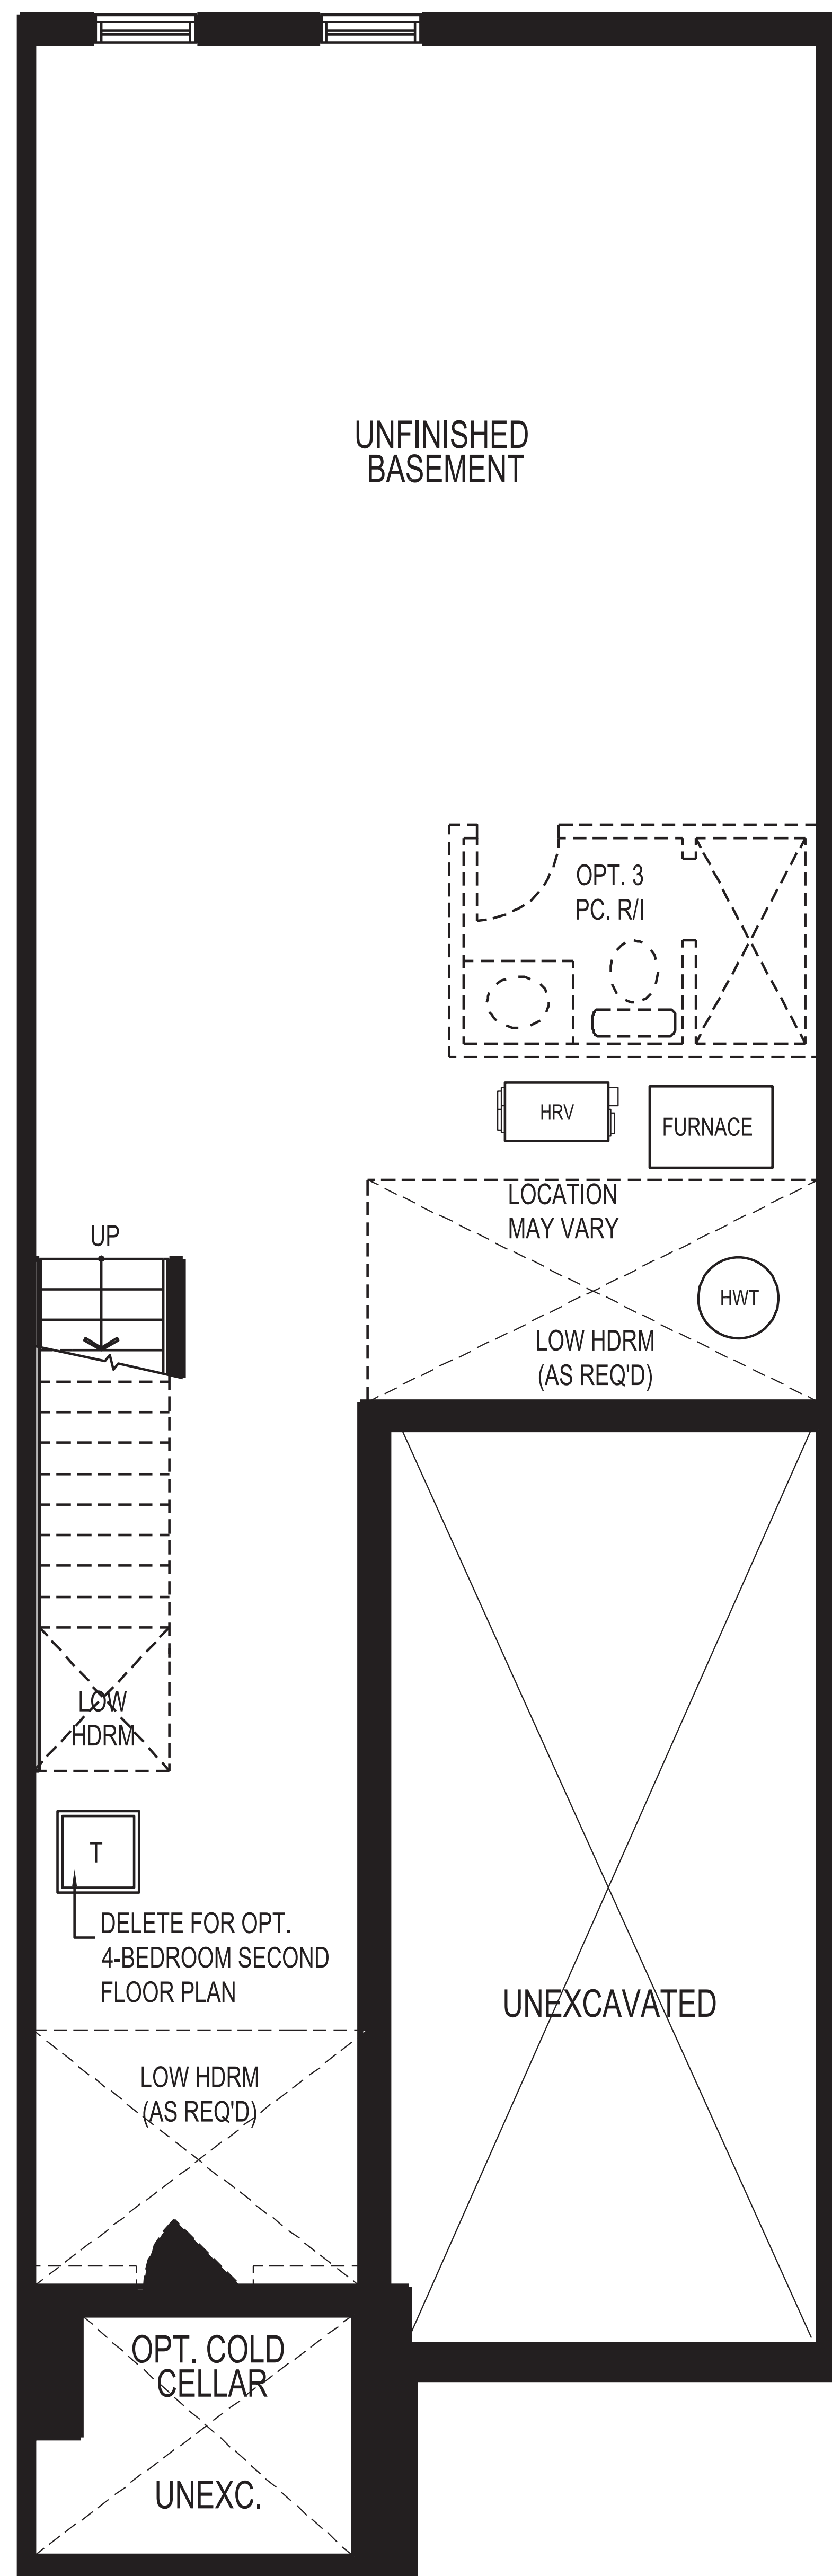 UNFINISHED
BASEMENT
OPT. 3
PC. R/I
HRV
FURNACE
LOCATION
MAY VARY
UP
HWT
LOW HDRM
(AS REQ'D)
LOW
HDRM
T
DELETE FOR OPT.
4-BEDROOM SECOND
FLOOR PLAN
UNEXCAVATED
LOW HDRM
(AS REQ'D)
OPT. COLD
CELLAR
UNEXC.